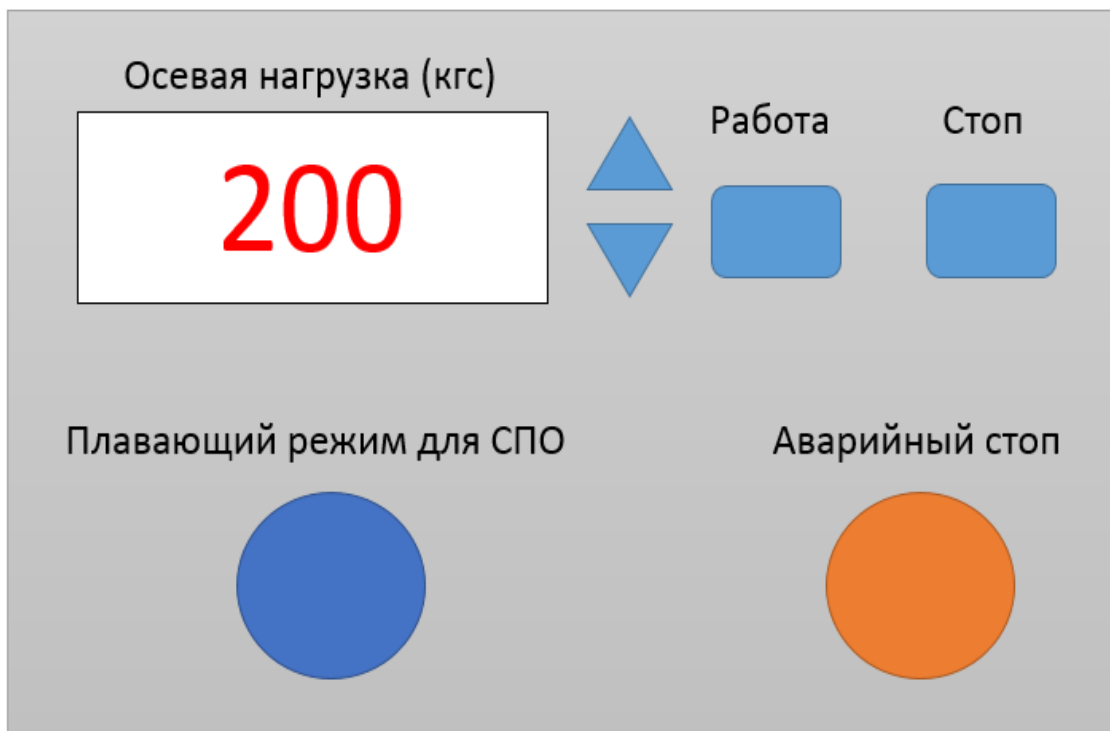 Осевая нагрузка (кгс)
200
Работа
Стоп
Плавающий режим для СПО
Аварийный стоп